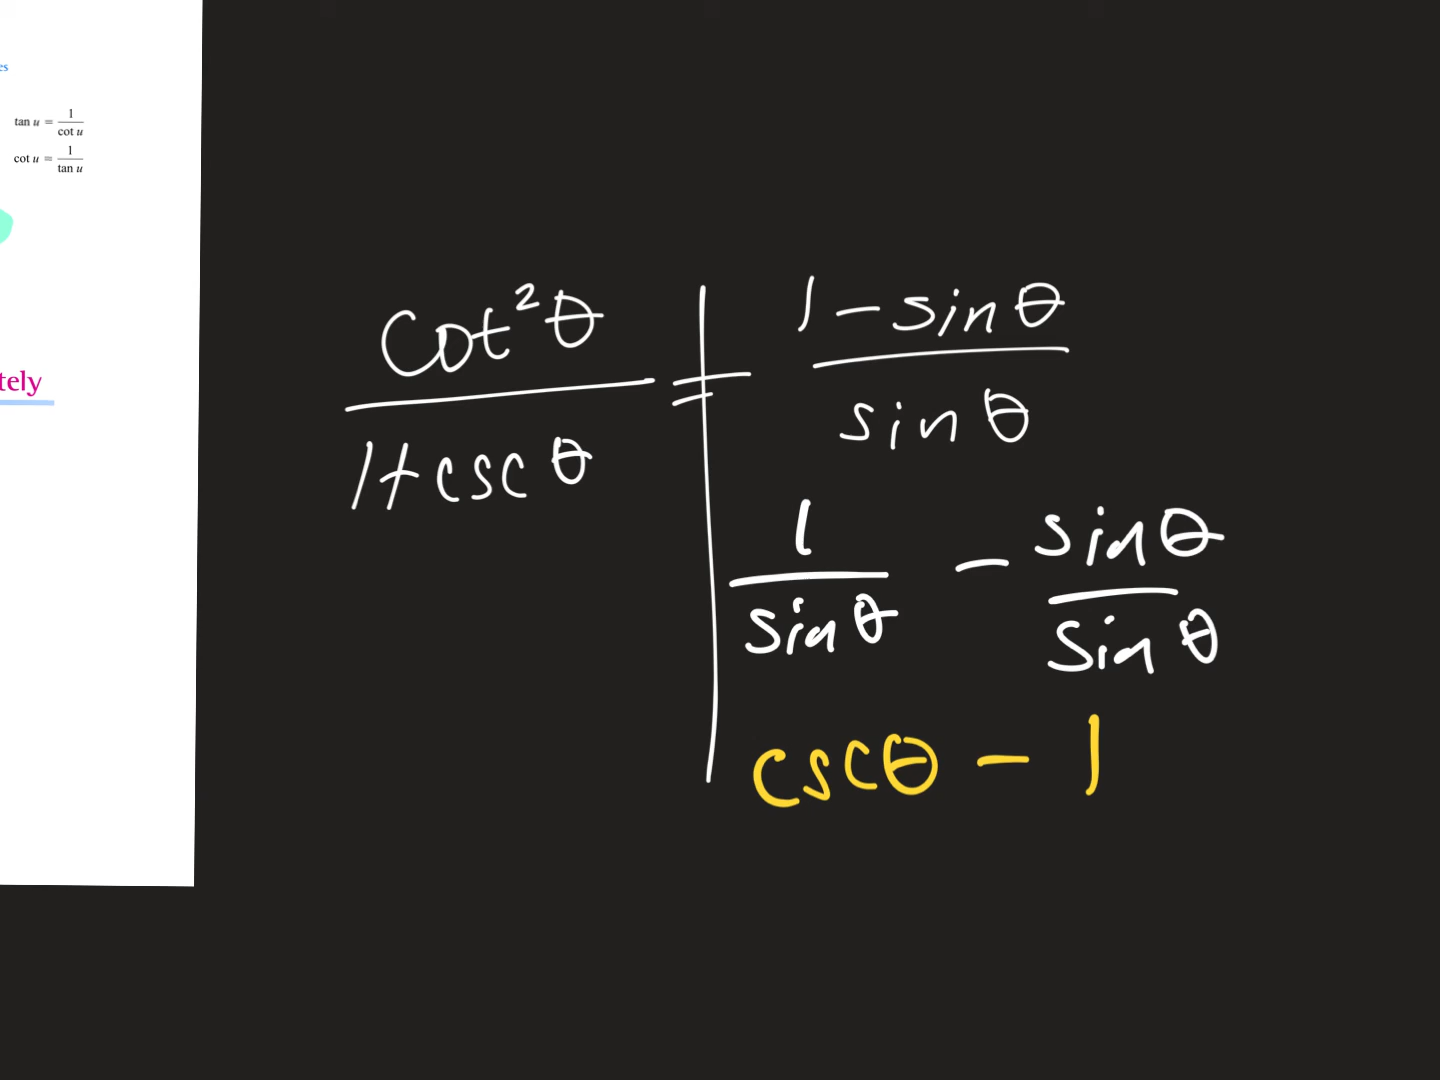 es
tan u = 1/cot u
cot u = 1/tan u
tely
cot²θ/1+cscθ = 1-sinθ/sinθ
1/sinθ - sinθ/sinθ
cscθ - 1